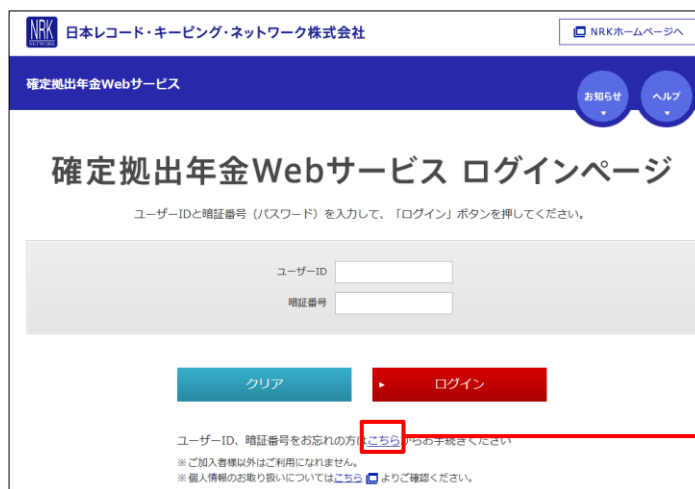 NRK 日本レコード・キーピング・ネットワーク株式会社
NETWORK
NRKホームページへ
確定拠出年金Webサービス
お知らせ
ヘルプ
確定拠出年金Webサービス ログインページ
ユーザーIDと暗証番号（パスワード）を入力して、「ログイン」ボタンを押してください。
ユーザーID
暗証番号
クリア
ログイン
ユーザーID、暗証番号をお忘れの方はこちらからお手続きください
※ご加入者様以外はご利用になれません。
※個人情報のお取り扱いについてはこちら よりご確認ください。